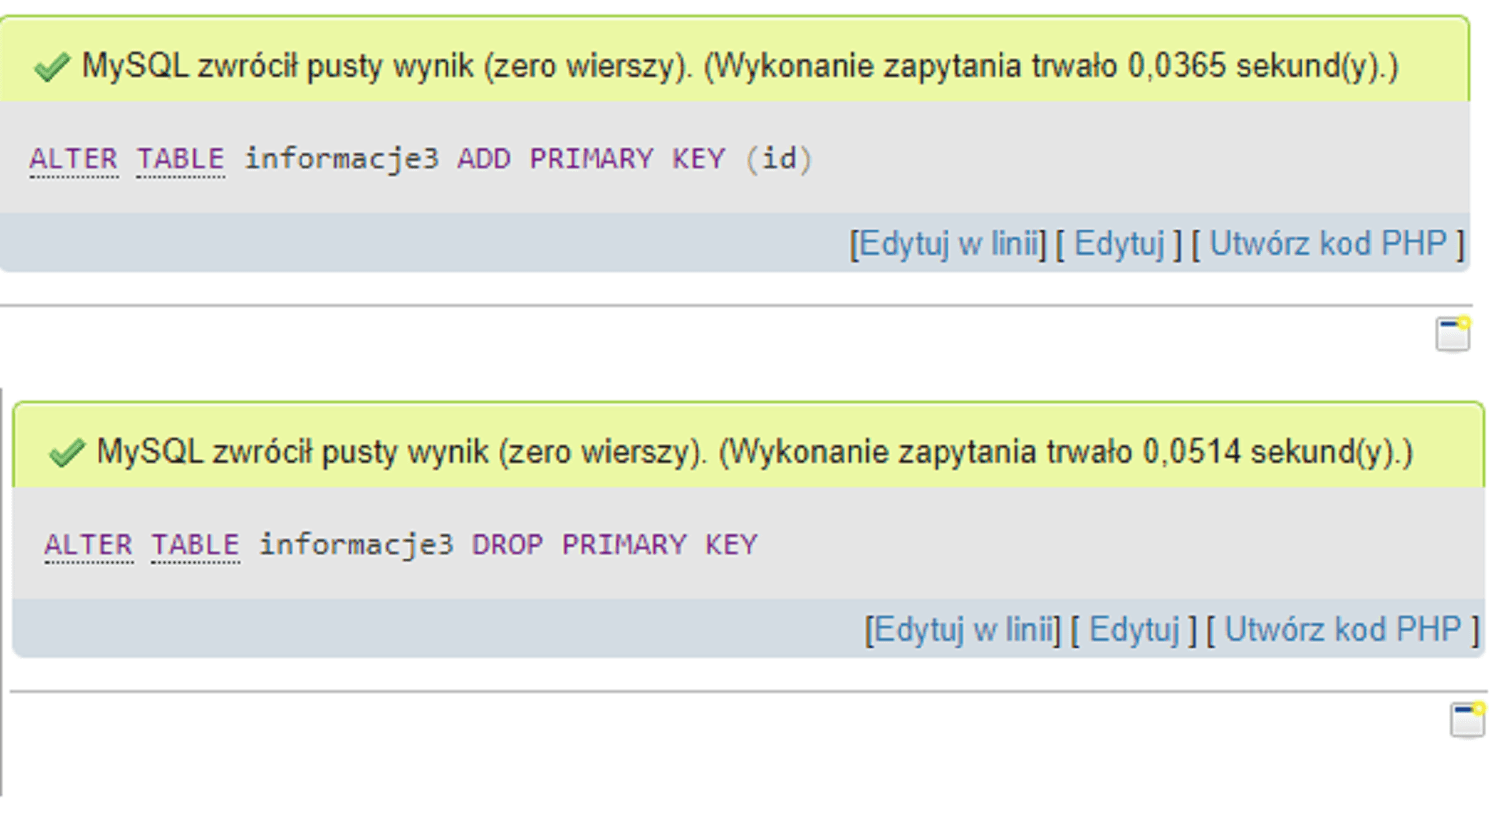 MySQL zwrócił pusty wynik (zero wierszy). (Wykonanie zapytania trwało 0,0365 sekund(y).)
ALTER TABLE informacje3 ADD PRIMARY KEY (id)
[Edytuj w linii] [ Edytuj ] [ Utwórz kod PHP ]
MySQL zwrócił pusty wynik (zero wierszy). (Wykonanie zapytania trwało 0,0514 sekund(y).)
ALTER TABLE informacje3 DROP PRIMARY KEY
[Edytuj w linii] [ Edytuj ] [ Utwórz kod PHP ]